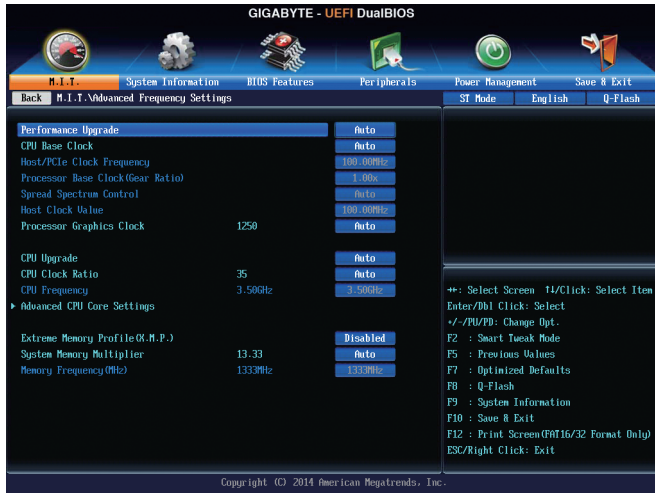 GIGABYTE - UEFI DualBIOS
M.I.T. System Information BIOS Features Peripherals Power Management Save & Exit
Back M.I.T.\Advanced Frequency Settings ST Mode English Q-Flash
Performance Upgrade Auto
CPU Base Clock Auto
Host/PCIe Clock Frequency 100.00MHz
Processor Base Clock(Gear Ratio) 1.00x
Spread Spectrum Control Auto
Host Clock Value 100.00MHz
Processor Graphics Clock 1250 Auto
CPU Upgrade Auto
CPU Clock Ratio 35 Auto
CPU Frequency 3.50GHz 3.50GHz
Advanced CPU Core Settings
Extreme Memory Profile(X.M.P.) Disabled
System Memory Multiplier 13.33 Auto
Memory Frequency(MHz) 1333MHz 1333MHz
→←: Select Screen ↑↓/Click: Select Item
Enter/Dbl Click: Select
+/-/PU/PD: Change Opt.
F2 : Smart Tweak Mode
F5 : Previous Values
F7 : Optimized Defaults
F8 : Q-Flash
F9 : System Information
F10 : Save & Exit
F12 : Print Screen(FAT16/32 Format Only)
ESC/Right Click: Exit
Copyright (C) 2014 American Megatrends, Inc.